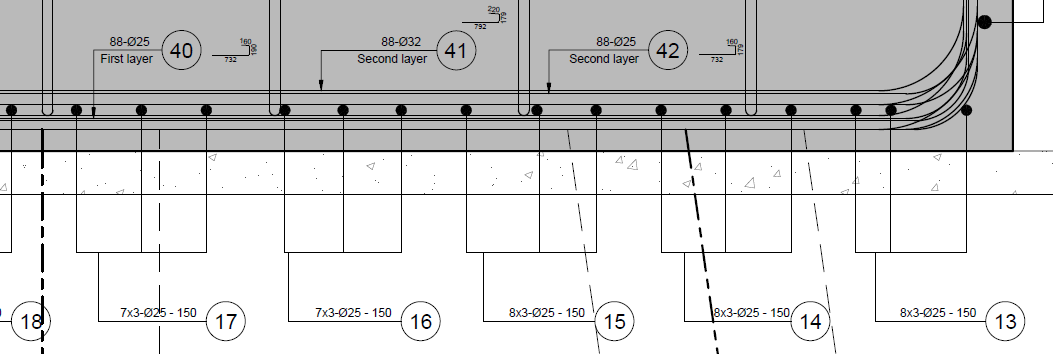 220
179
792
88-Ø25
First layer
40
160
190
732
88-Ø32
Second layer
41
88-Ø25
Second layer
42
160
179
732
18
7x3-Ø25 - 150
17
7x3-Ø25 - 150
16
8x3-Ø25 - 150
15
8x3-Ø25 - 150
14
8x3-Ø25 - 150
13